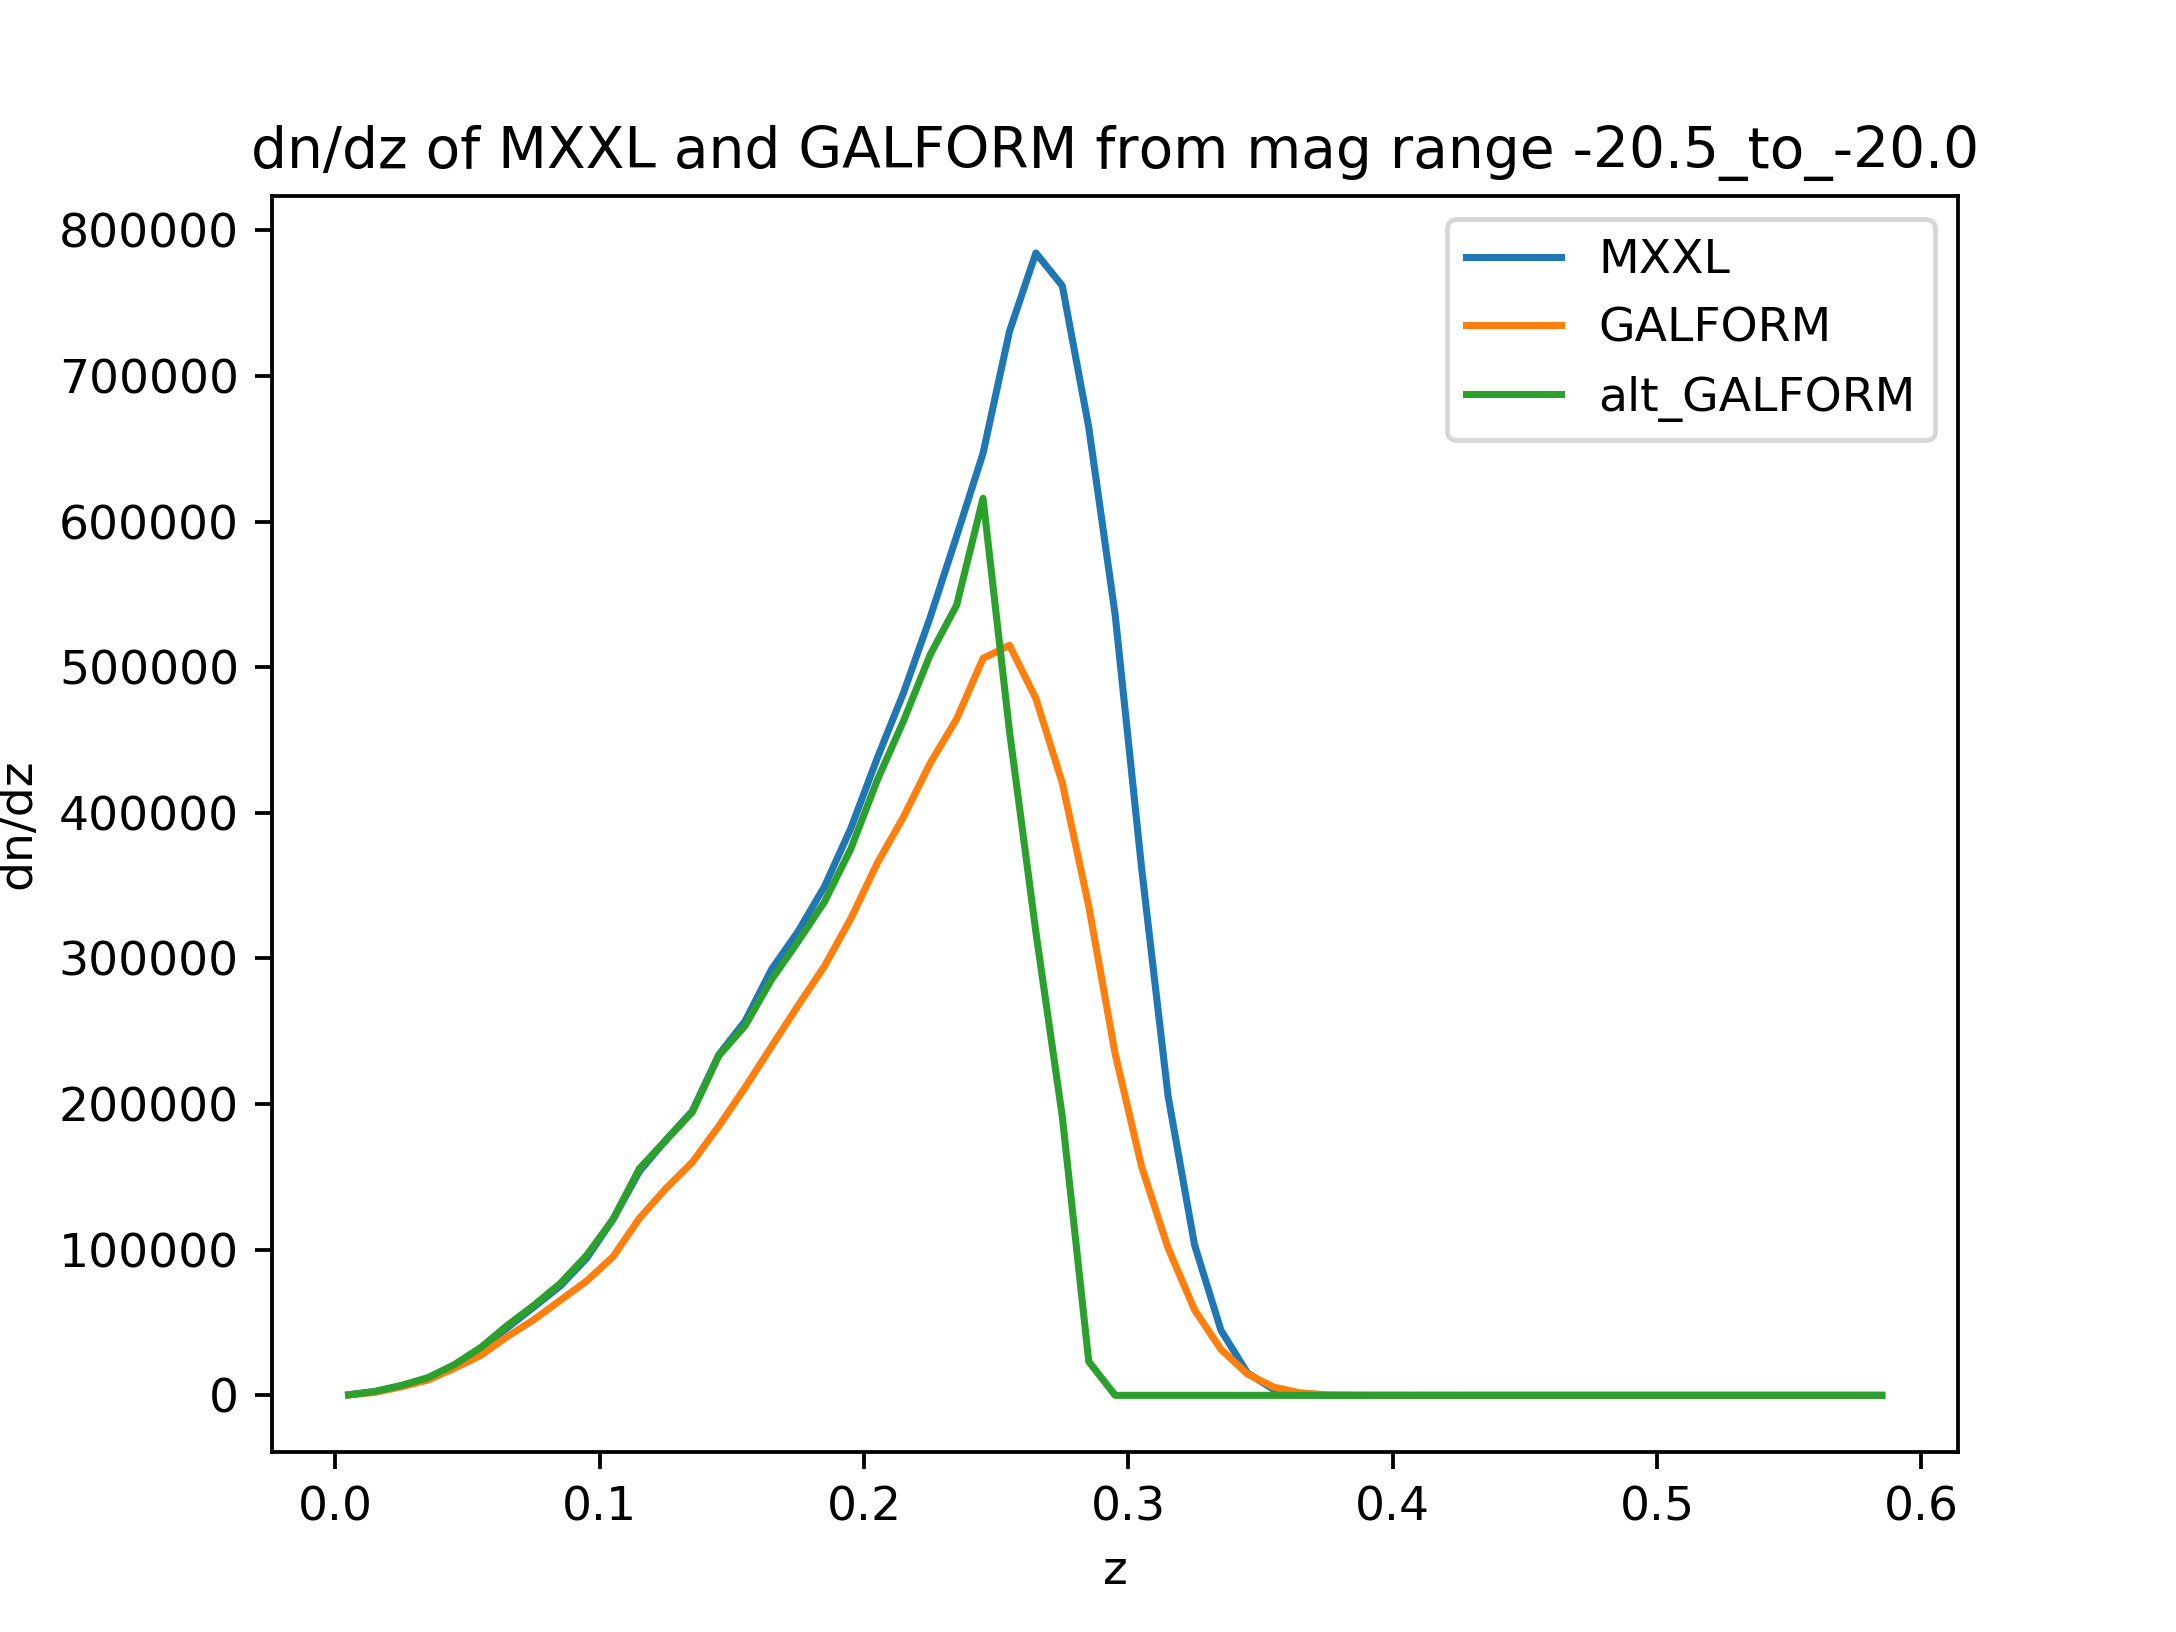 dn/dz of MXXL and GALFORM from mag range -20.5_to_-20.0
MXXL
GALFORM
alt_GALFORM
dn/dz
800000
700000
600000
500000
400000
300000
200000
100000
0
0.0 0.1 0.2 0.3 0.4 0.5 0.6
z